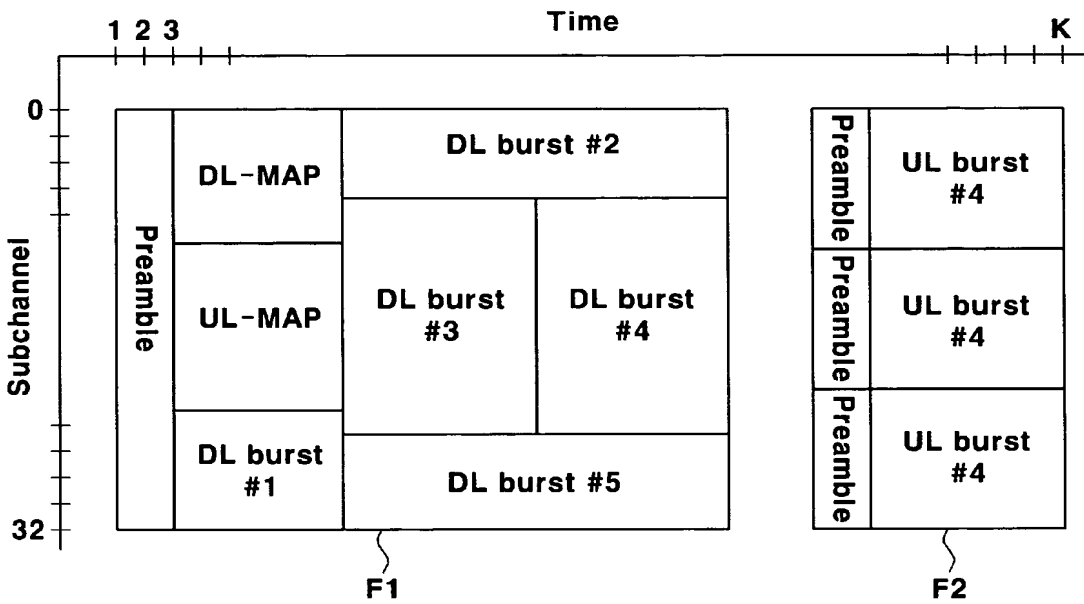 Time
1 2 3
K
Subchannel
0
32
Preamble
DL-MAP
UL-MAP
DL burst
#1
DL burst #2
DL burst
#3
DL burst
#4
DL burst #5
F1
Preamble
UL burst
#4
Preamble
UL burst
#4
Preamble
UL burst
#4
F2